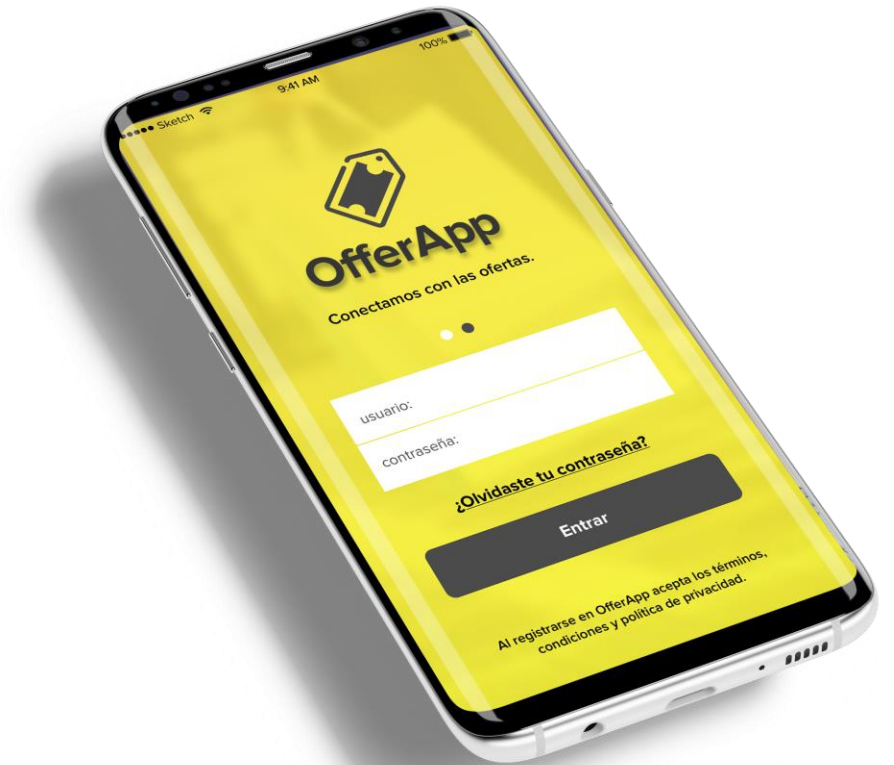 Sketch
9:41 AM
100%
OfferApp
Conectamos con las ofertas.
usuario:
contraseña:
¿Olvidaste tu contraseña?
Entrar
Al registrarse en OfferApp acepta los términos,
condiciones y política de privacidad.